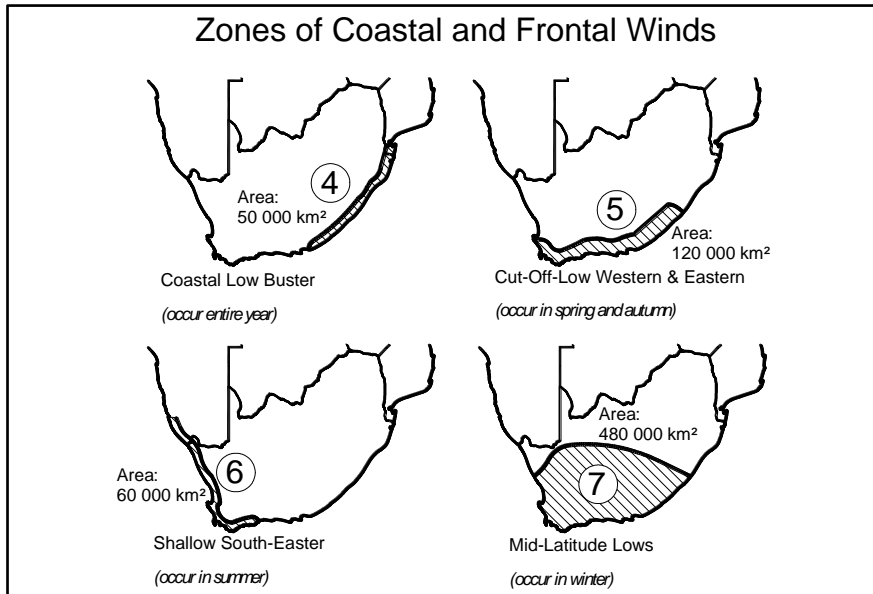 Zones of Coastal and Frontal Winds
4
Area:
50 000 km²
Coastal Low Buster
(occur entire year)
5
Area:
120 000 km²
Cut-Off-Low Western & Eastern
(occur in spring and autumn)
6
Area:
60 000 km²
Shallow South-Easter
(occur in summer)
Area:
480 000 km²
7
Mid-Latitude Lows
(occur in winter)